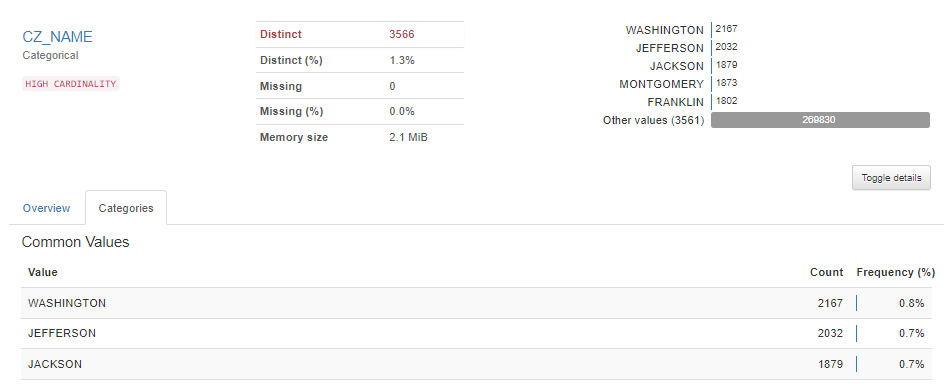 CZ_NAME
Categorical
HIGH CARDINALITY
Distinct 3566
Distinct (%) 1.3%
Missing 0
Missing (%) 0.0%
Memory size 2.1 MiB
WASHINGTON 2167
JEFFERSON 2032
JACKSON 1879
MONTGOMERY 1873
FRANKLIN 1802
Other values (3561) 269830
Toggle details
Overview Categories
Common Values
Value Count Frequency (%)
WASHINGTON 2167 0.8%
JEFFERSON 2032 0.7%
JACKSON 1879 0.7%